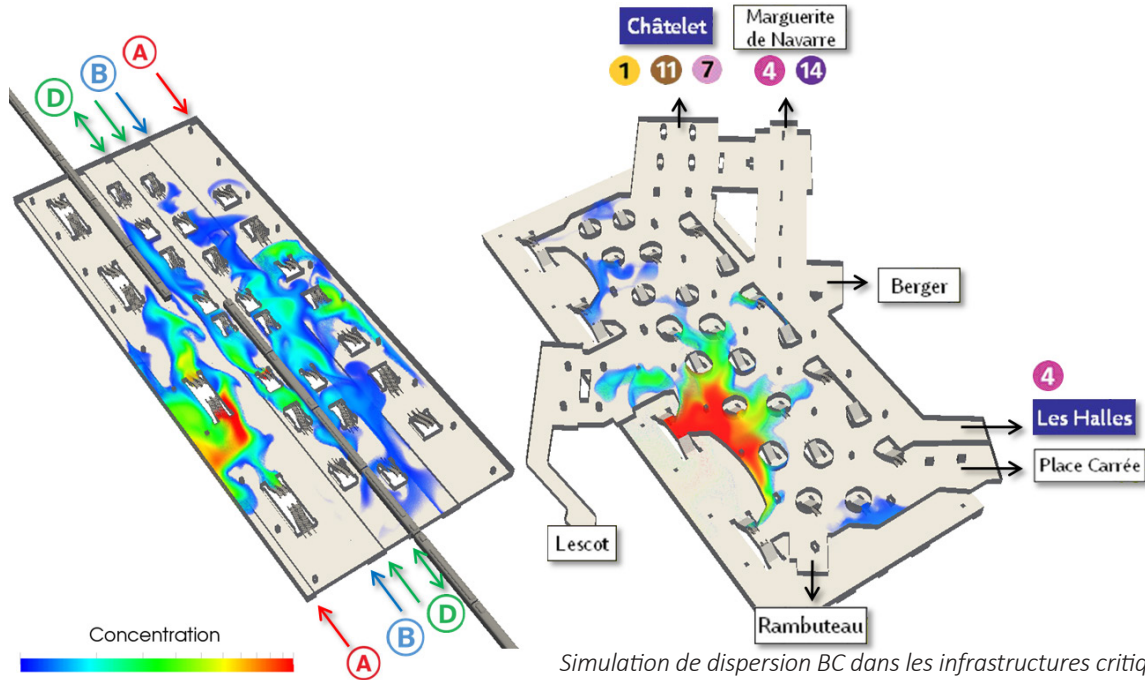 A
B
D
Châtelet
1 11 7
Marguerite
de Navarre
4 14
Berger
4
Les Halles
Place Carrée
Lescot
Rambuteau
D
B
A
Concentration
Simulation de dispersion BC dans les infrastructures critiq